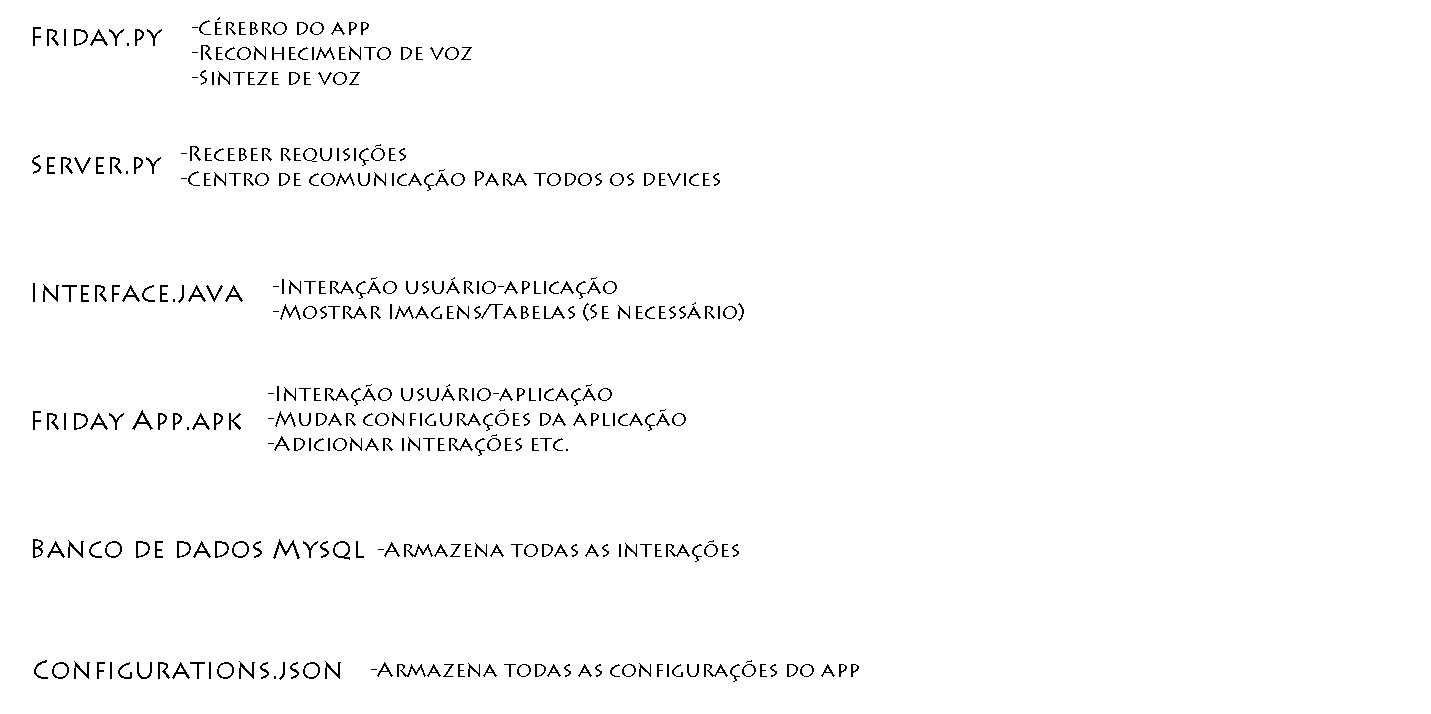 Friday.py
-Cérebro do app
-Reconhecimento de voz
-Sinteze de voz
Server.py
-Receber requisições
-Centro de comunicação Para todos os devices
Interface.java
-Interação usuário-aplicação
-Mostrar Imagens/Tabelas (Se necessário)
Friday App.apk
-Interação usuário-aplicação
-Mudar configurações da aplicação
-Adicionar interações etc.
Banco de dados Mysql
-Armazena todas as interações
Configurations.json
-Armazena todas as configurações do app